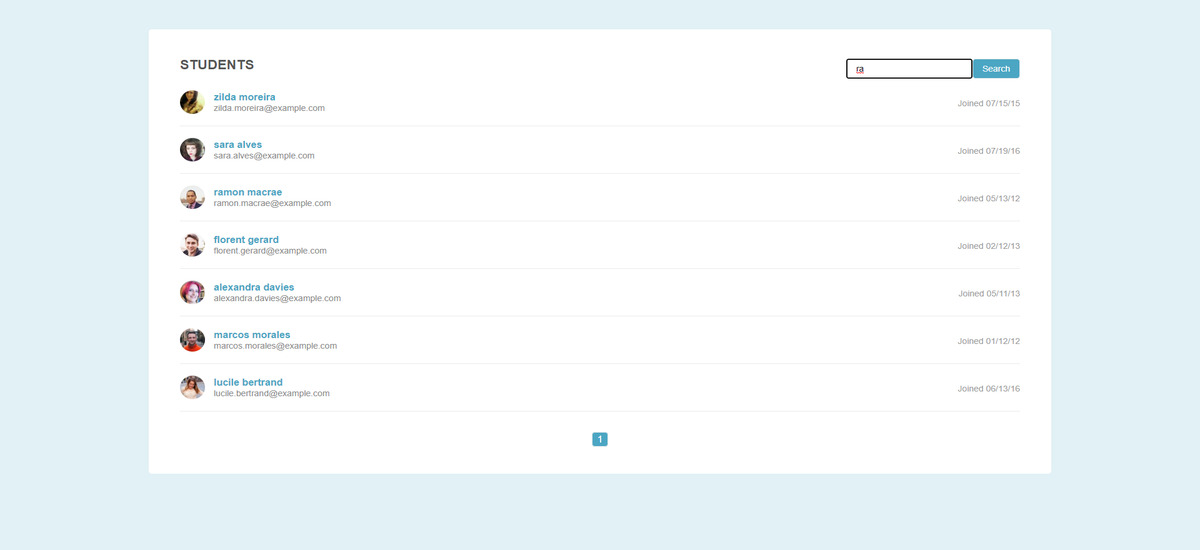 STUDENTS
ra
Search
zilda moreira
zilda.moreira@example.com
Joined 07/15/15
sara alves
sara.alves@example.com
Joined 07/19/16
ramon macrae
ramon.macrae@example.com
Joined 05/13/12
florent gerard
florent.gerard@example.com
Joined 02/12/13
alexandra davies
alexandra.davies@example.com
Joined 05/11/13
marcos morales
marcos.morales@example.com
Joined 01/12/12
lucile bertrand
lucile.bertrand@example.com
Joined 06/13/16
1